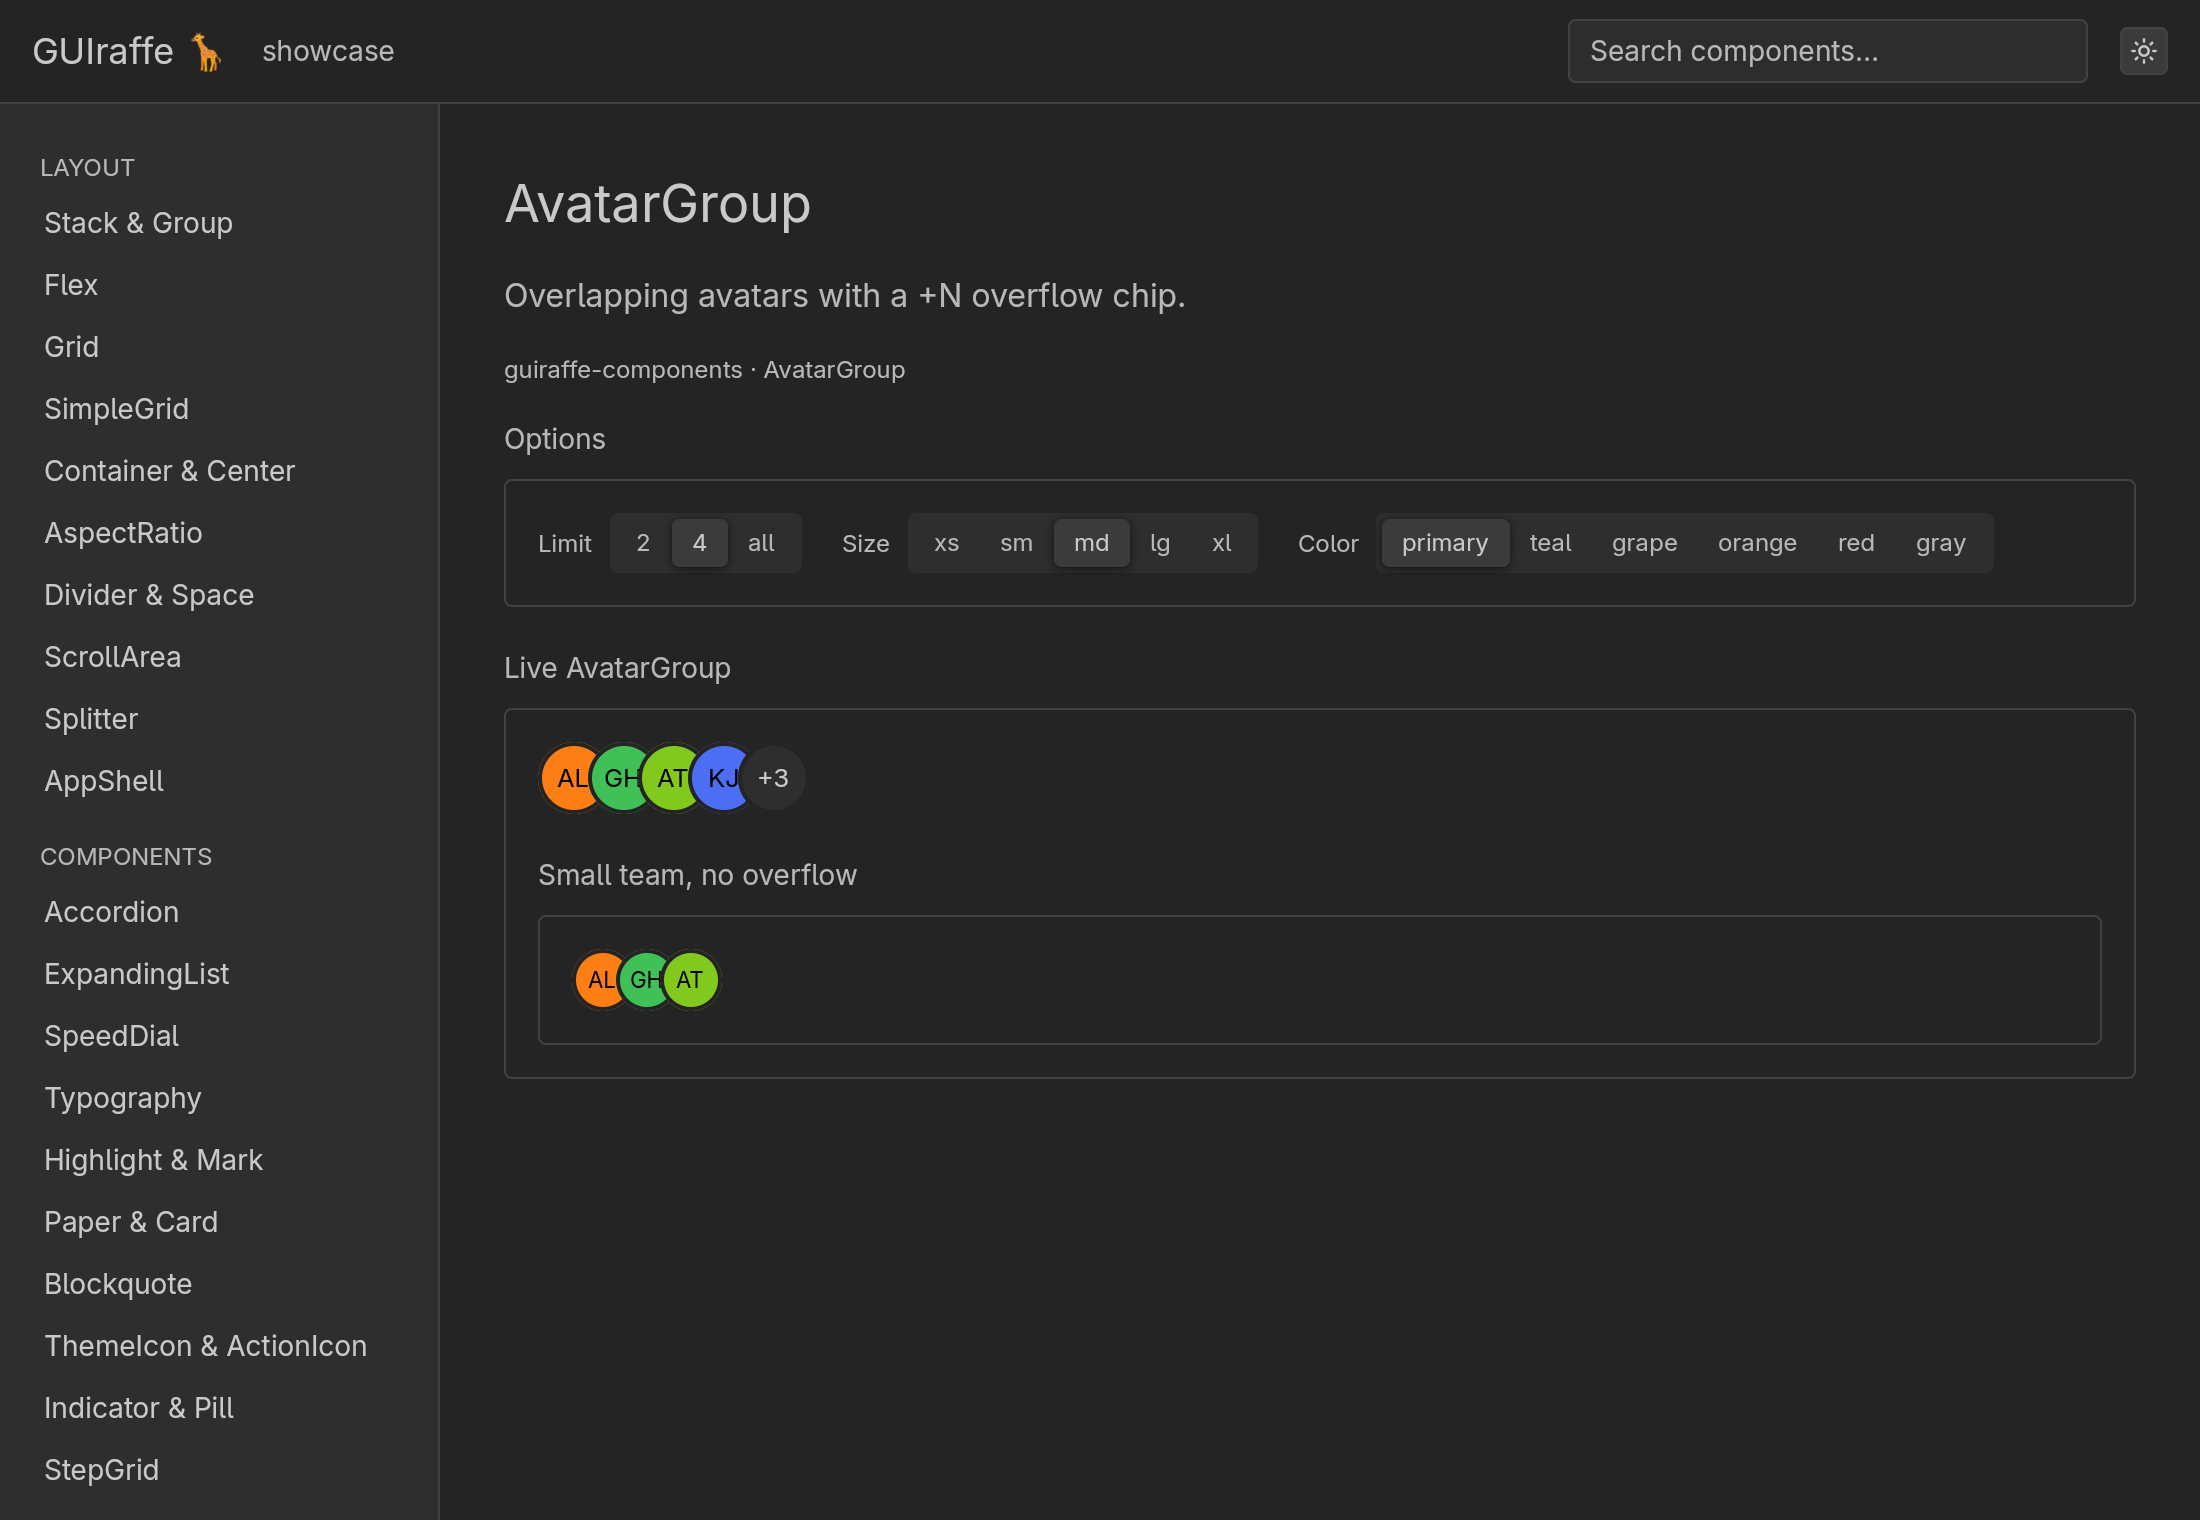 GUIraffe 🦒 showcase
Search components...
LAYOUT
Stack & Group
Flex
Grid
SimpleGrid
Container & Center
AspectRatio
Divider & Space
ScrollArea
Splitter
AppShell
COMPONENTS
Accordion
ExpandingList
SpeedDial
Typography
Highlight & Mark
Paper & Card
Blockquote
ThemeIcon & ActionIcon
Indicator & Pill
StepGrid
AvatarGroup
Overlapping avatars with a +N overflow chip.
guiraffe-components · AvatarGroup
Options
Limit 2 4 all Size xs sm md lg xl Color primary teal grape orange red gray
Live AvatarGroup
AL GH AT KJ +3
Small team, no overflow
AL GH AT